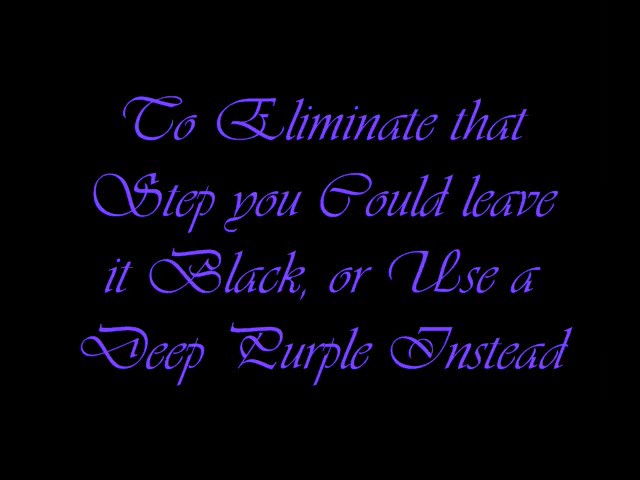 To Eliminate that
Step you Could leave
it Black, or Use a
Deep Purple Instead